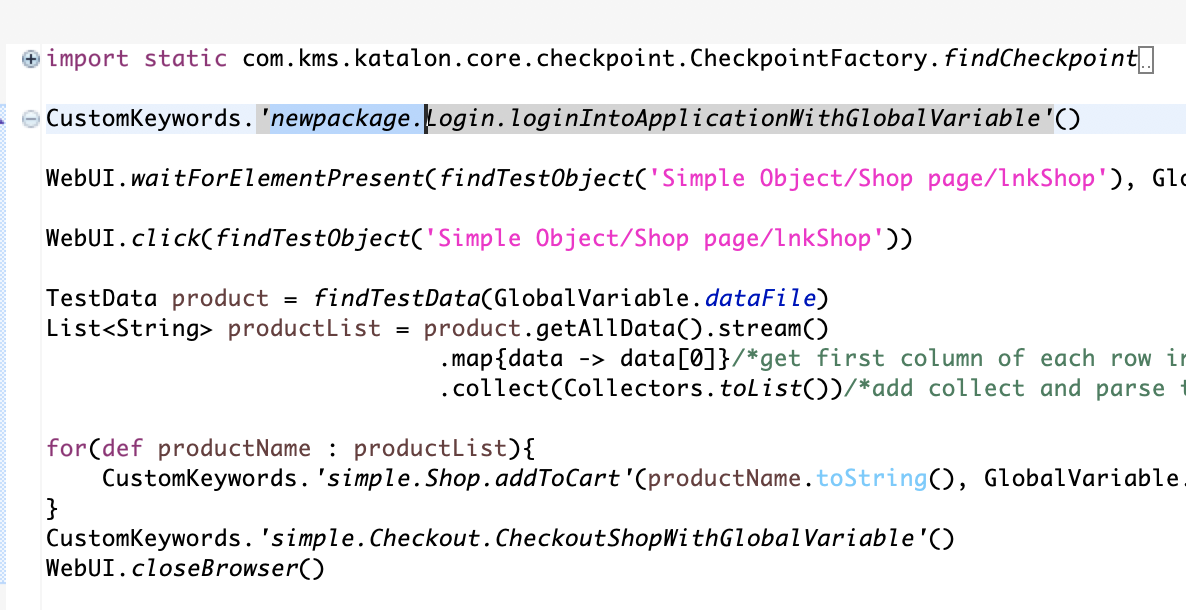 import static com.kms.katalon.core.checkpoint.CheckpointFactory.findCheckpoint..
CustomKeywords.'newpackage.Login.loginIntoApplicationWithGlobalVariable'()
WebUI.waitForElementPresent(findTestObject('Simple Object/Shop page/lnkShop'),
WebUI.click(findTestObject('Simple Object/Shop page/lnkShop'))
TestData product = findTestData(GlobalVariable.dataFile)
List<String> productList = product.getAllData().stream()
.map{data -> data[0]}/*get first column of each row
.collect(Collectors.toList())/*add collect and parse
for(def productName : productList){
CustomKeywords.'simple.Shop.addToCart'(productName.toString(), GlobalVariable.
}
CustomKeywords.'simple.Checkout.CheckoutShopWithGlobalVariable'()
WebUI.closeBrowser()